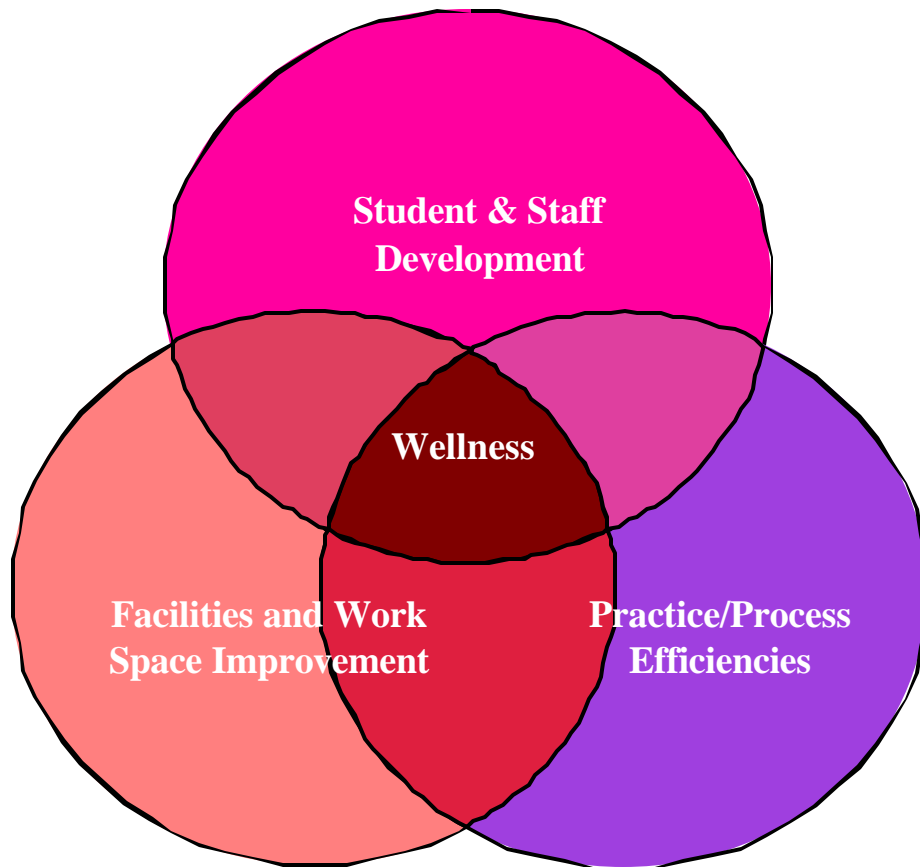 Student & Staff
Development
Wellness
Facilities and Work
Space Improvement
Practice/Process
Efficiencies